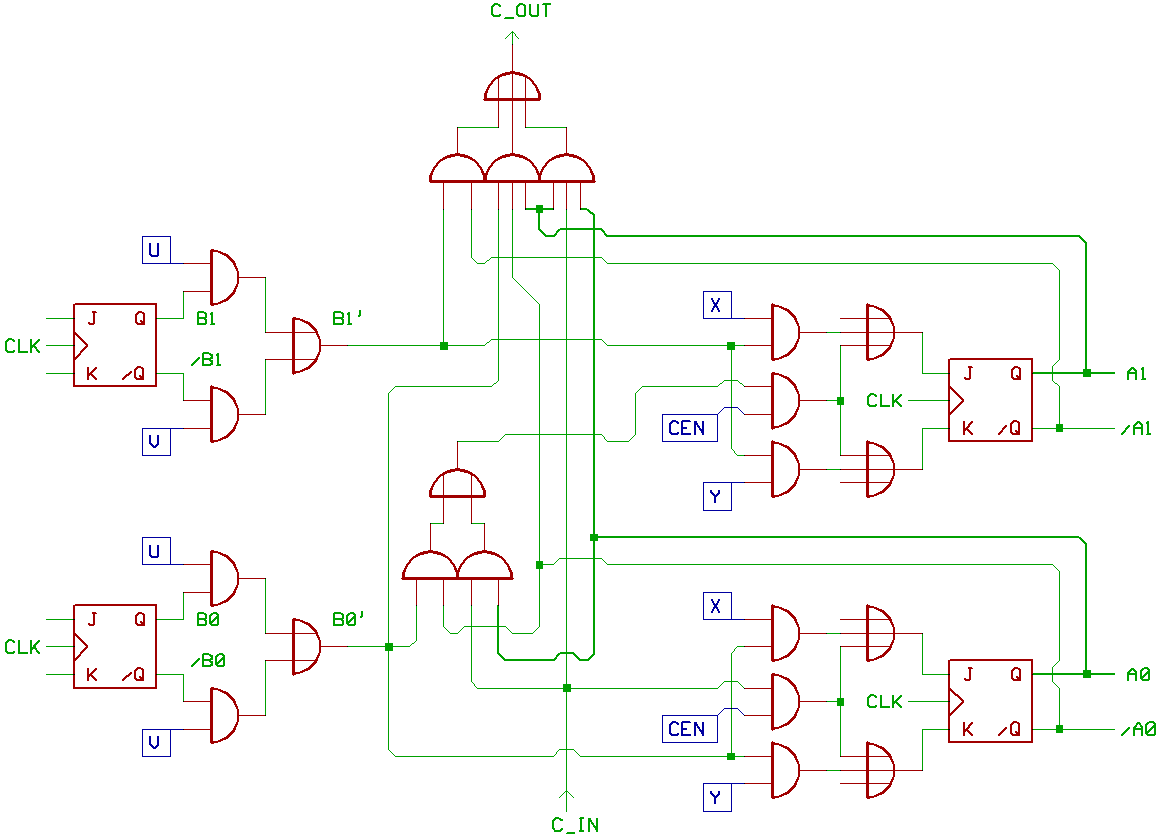 C_OUT
U
X
J Q B1 B1'
CLK
/B1
J Q A1
K /Q
CLK
CEN
K /Q /A1
V
Y
U
X
J Q B0 B0'
CLK
/B0
K /Q
J Q A0
CLK
CEN
K /Q /A0
V
Y
C_IN